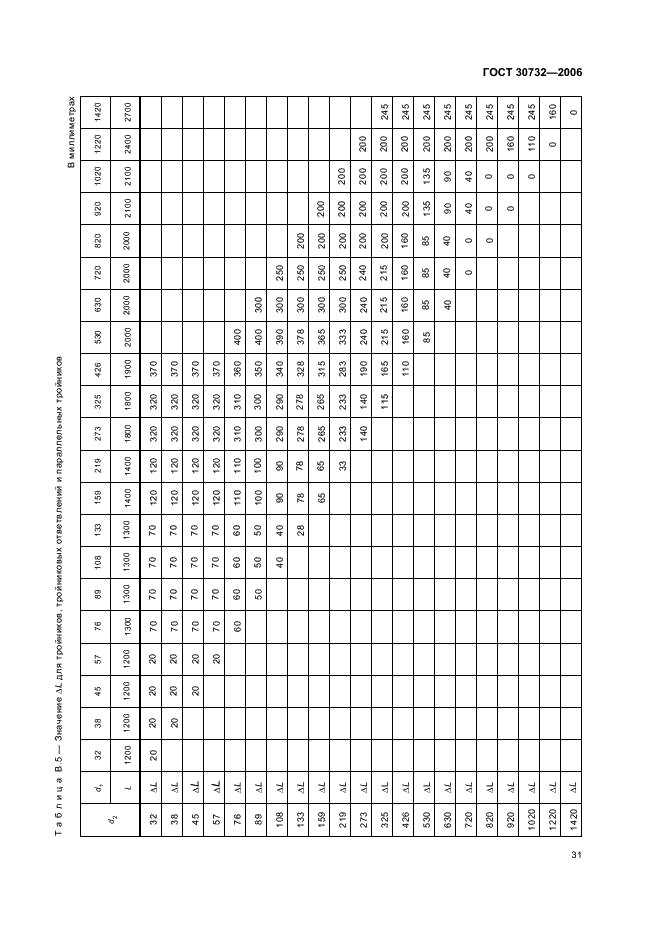 ГОСТ 30732—2006
Таблица В.5 — Значение ΔL для тройников, тройниковых ответвлений и параллельных тройников
В миллиметрах
d2 d1 32 38 45 57 76 89 108 133 159 219 273 325 426 530 630 720 820 920 1020 1220 1420
L 1200 1200 1200 1200 1300 1300 1300 1300 1400 1400 1800 1800 1900 2000 2000 2000 2000 2100 2100 2400 2700
32 ΔL 20 20 20 20 70 70 70 70 120 120 320 320 370
38 ΔL 20 20 20 70 70 70 70 120 120 320 320 370
45 ΔL 20 20 70 70 70 70 120 120 320 320 370
57 ΔL 20 70 70 70 70 120 120 320 320 370
76 ΔL 60 60 60 60 110 110 310 310 360 400
89 ΔL 50 50 50 100 100 300 300 350 400 300
108 ΔL 40 40 90 90 290 290 340 390 300 250
133 ΔL 28 78 78 278 278 328 378 300 250 200
159 ΔL 65 65 265 265 315 365 300 250 200 200
219 ΔL 33 233 233 283 333 300 250 200 200 200
273 ΔL 140 140 190 240 240 240 200 200 200 200
325 ΔL 115 165 215 215 215 200 200 200 200 245
426 ΔL 110 160 160 160 160 200 200 200 245
530 ΔL 85 85 85 85 135 135 200 245
630 ΔL 40 40 40 90 90 200 245
720 ΔL 0 0 40 40 200 245
820 ΔL 0 0 0 200 245
920 ΔL 0 0 160 245
1020 ΔL 0 110 245
1220 ΔL 0 160
1420 ΔL 0
31